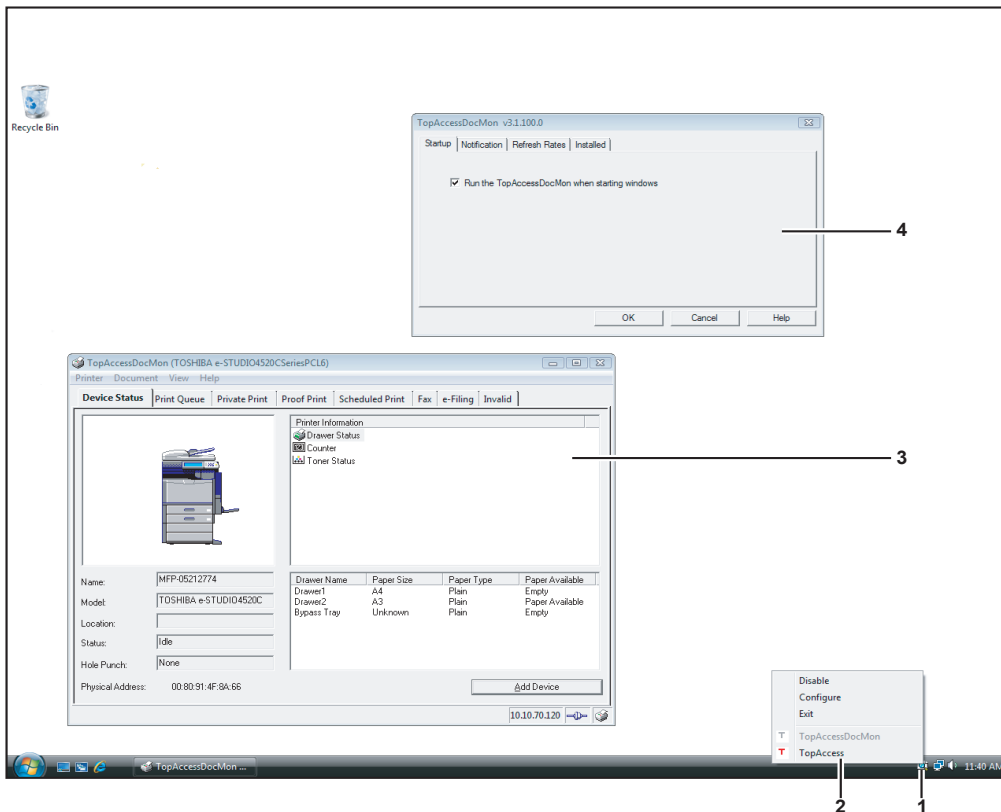 Recycle Bin
TopAccessDocMon v3.1.100.0
Startup Notification Refresh Rates Installed
Run the TopAccessDocMon when starting windows
4
OK Cancel Help
TopAccessDocMon (TOSHIBA e-STUDIO4520CSeriesPCL6)
Printer Document View Help
Device Status Print Queue Private Print Proof Print Scheduled Print Fax e-Filing Invalid
Printer Information
Drawer Status
Counter
Toner Status
3
Name: MFP-05212774
Model: TOSHIBA e-STUDIO4520C
Location:
Status: Idle
Hole Punch: None
Physical Address: 00:80:91:4F:8A:66
Drawer Name Paper Size Paper Type Paper Available
Drawer1 A4 Plain Empty
Drawer2 A3 Plain Paper Available
Bypass Tray Unknown Plain Empty
Add Device
10.10.70.120
Disable
Configure
Exit
T TopAccessDocMon
T TopAccess
TopAccessDocMon ...
11:40 AM
2 1